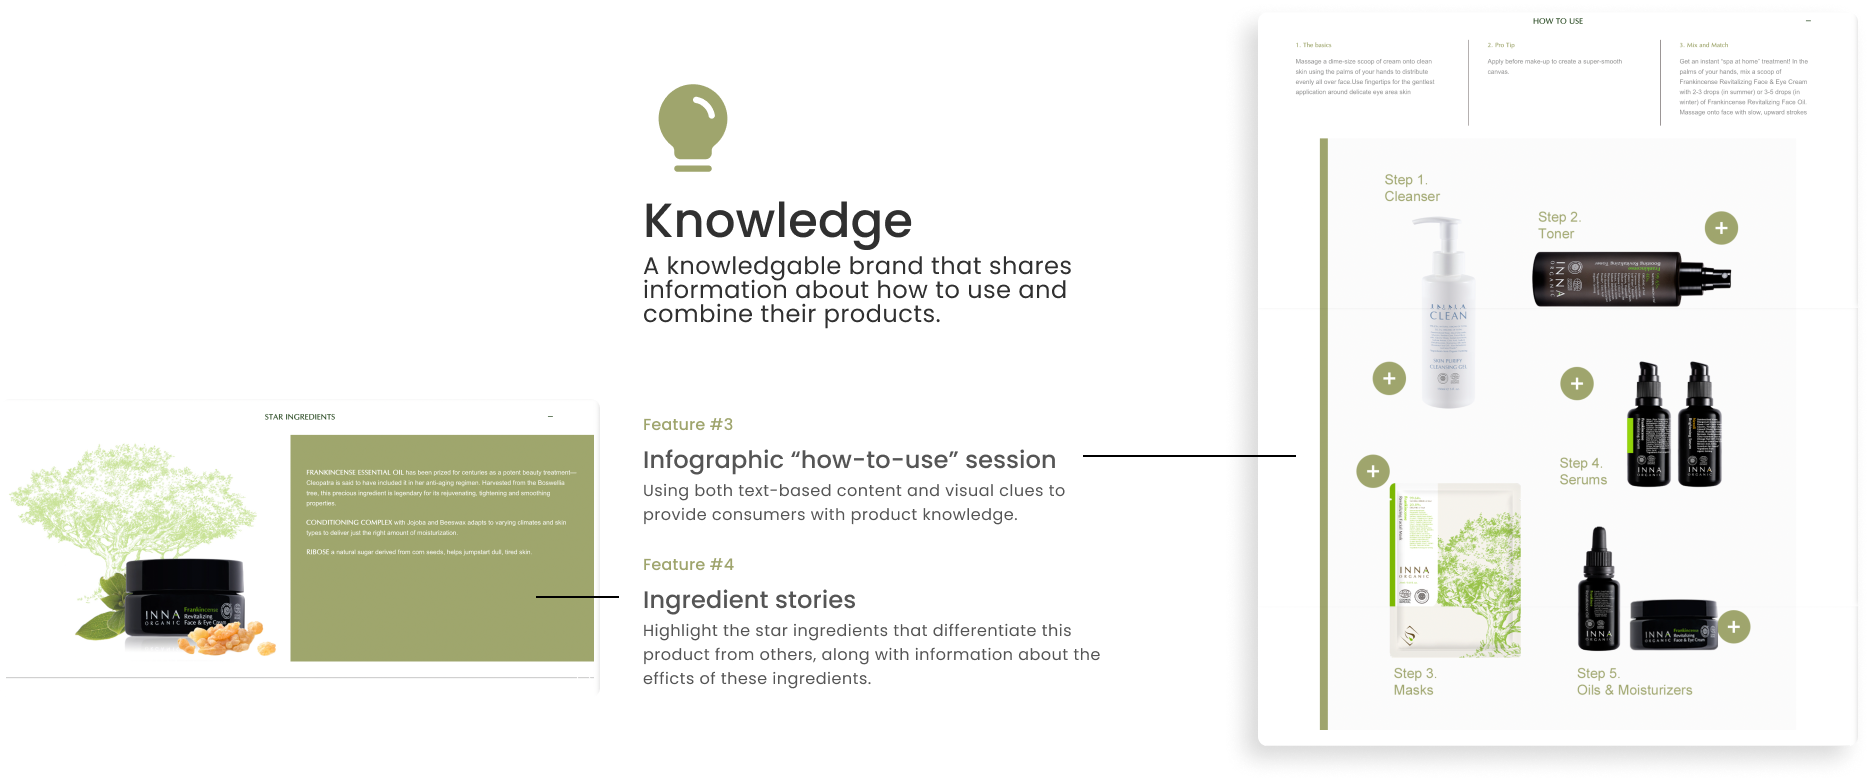 Knowledge
A knowledgable brand that shares
information about how to use and
combine their products.
STAR INGREDIENTS
FRANKINCENSE ESSENTIAL OIL has been prized for centuries as a potent beauty treatment—
Cleopatra is said to have included it in her anti-aging regimen. Harvested from the Boswellia
tree, this precious ingredient is legendary for its rejuvenating, tightening and smoothing
properties.
CONDITIONING COMPLEX with Jojoba and Beeswax adapts to varying climates and skin
types to deliver just the right amount of moisturization
RIBOSE a natural sugar derived from corn seeds, helps jumpstart dull, tired skin.
INNA
ORGANIC
Frankincense
Revitalizing
Face & Eye Cream
Feature #3
Infographic “how-to-use” session
Using both text-based content and visual clues to
provide consumers with product knowledge.
Feature #4
Ingredient stories
Highlight the star ingredients that differentiate this
product from others, along with information about the
efficts of these ingredients.
HOW TO USE
1. The basics
Massage a dime-size scoop of cream onto clean
skin using the palms of your hands to distribute
evenly all over face.Use fingertips for the gentlest
application around delicate eye area skin
2. Pro Tip:
Apply before make-up to create a super-smooth
canvas.
3. Mix and Match
Get an instant "spa at home" treatment! In the
palms of your hands, mix a scoop of
Frankincense Revitalizing Face & Eye Cream
with 2-3 drops (in summer) or 3-5 drops (in
winter) of Frankincense Revitalizing Face Oil.
Massage onto face with slow, upward strokes
Step 1.
Cleanser
CLEAN
SKIN PURIFY
CLEANSING GEL
Step 2.
Toner
INNA
ORGANIC
Frankincense
Step 4.
Serums
INNA
ORGANIC
INNA
ORGANIC
INNA
ORGANIC
Step 3.
Masks
INNA
ORGANIC
INNA
ORGANIC
Frankincense
Revitalizing
Face & Eye Cream
Step 5.
Oils & Moisturizers